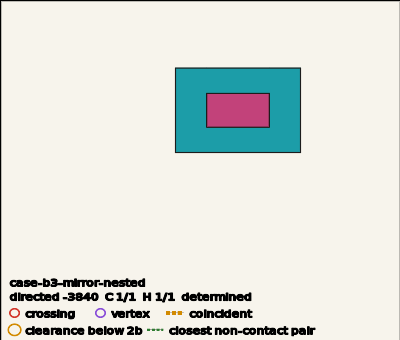 case-b3-mirror-nested
directed -3840 C 1/1 H 1/1 determined
crossing vertex coincident
clearance below 2b closest non-contact pair